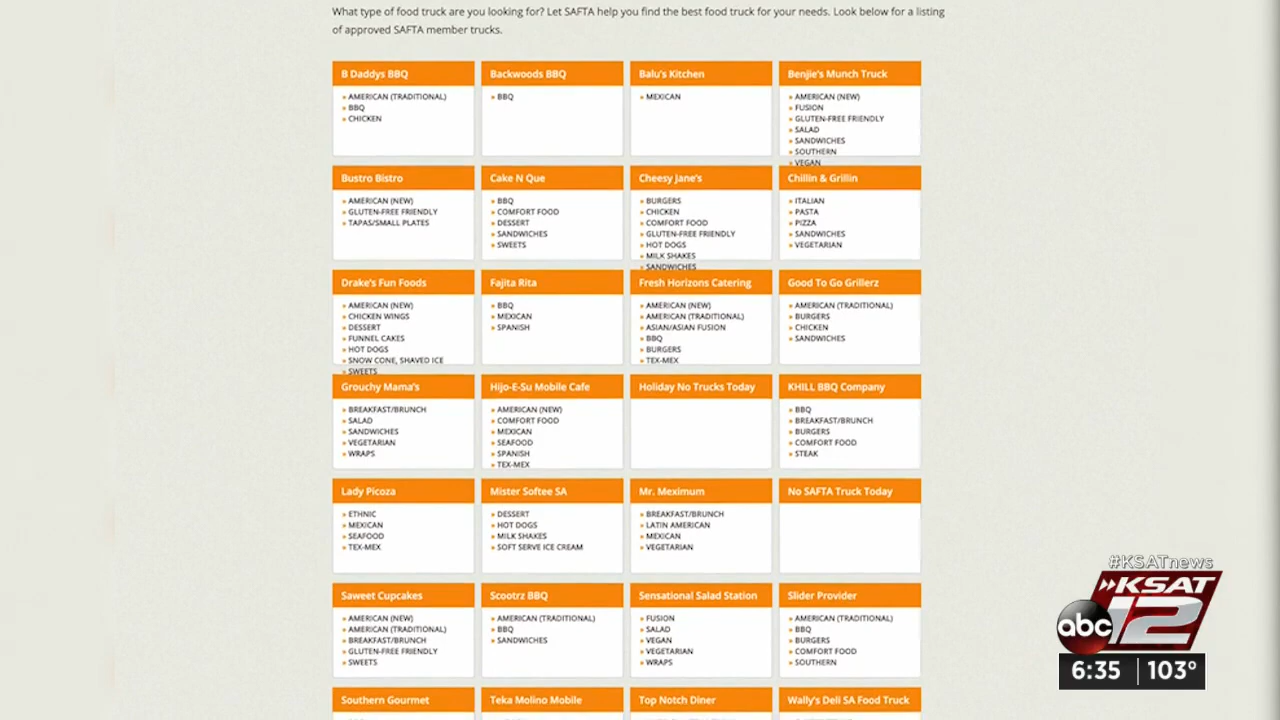 What type of food truck are you looking for? Let SAFTA help you find the best food truck for your needs. Look below for a listing
of approved SAFTA member trucks.
B Daddys BBQ
» AMERICAN (TRADITIONAL)
» BBQ
» CHICKEN
Backwoods BBQ
» BBQ
Balu's Kitchen
» MEXICAN
Benjie's Munch Truck
» AMERICAN (NEW)
» FUSION
» GLUTEN-FREE FRIENDLY
» SALAD
» SANDWICHES
» SOUTHERN
» VEGAN
Bustro Bistro
» AMERICAN (NEW)
» GLUTEN-FREE FRIENDLY
» TAPAS/SMALL PLATES
Cake N Que
» BBQ
» COMFORT FOOD
» DESSERT
» SANDWICHES
» SWEETS
Cheesy Jane's
» BURGERS
» CHICKEN
» COMFORT FOOD
» GLUTEN-FREE FRIENDLY
» HOT DOGS
» MILK SHAKES
» SANDWICHES
Chillin & Grillin
» ITALIAN
» PASTA
» PIZZA
» SANDWICHES
» VEGETARIAN
Drake's Fun Foods
» AMERICAN (NEW)
» CHICKEN WINGS
» DESSERT
» FUNNEL CAKES
» HOT DOGS
» SNOW CONE, SHAVED ICE
» SWEETS
Fajita Rita
» BBQ
» MEXICAN
» SPANISH
Fresh Horizons Catering
» AMERICAN (NEW)
» AMERICAN (TRADITIONAL)
» ASIAN/ASIAN FUSION
» BBQ
» BURGERS
» TEX-MEX
Good To Go Grillerz
» AMERICAN (TRADITIONAL)
» BURGERS
» CHICKEN
» SANDWICHES
Grouchy Mama's
» BREAKFAST/BRUNCH
» SALAD
» SANDWICHES
» VEGETARIAN
» WRAPS
Hijo-E-Su Mobile Cafe
» AMERICAN (NEW)
» COMFORT FOOD
» MEXICAN
» SEAFOOD
» SPANISH
» TEX-MEX
Holiday No Trucks Today
KHILL BBQ Company
» BBQ
» BREAKFAST/BRUNCH
» BURGERS
» COMFORT FOOD
» STEAK
Lady Picoza
» ETHNIC
» MEXICAN
» SEAFOOD
» TEX-MEX
Mister Softee SA
» DESSERT
» HOT DOGS
» MILK SHAKES
» SOFT SERVE ICE CREAM
Mr. Meximum
» BREAKFAST/BRUNCH
» LATIN AMERICAN
» MEXICAN
» VEGETARIAN
No SAFTA Truck Today
Saweet Cupcakes
» AMERICAN (NEW)
» AMERICAN (TRADITIONAL)
» BREAKFAST/BRUNCH
» GLUTEN-FREE FRIENDLY
» SWEETS
Scootrz BBQ
» AMERICAN (TRADITIONAL)
» BBQ
» SANDWICHES
Sensational Salad Station
» FUSION
» SALAD
» VEGAN
» VEGETARIAN
» WRAPS
Slider Provider
» AMERICAN (TRADITIONAL)
» BBQ
» BURGERS
» COMFORT FOOD
» SOUTHERN
Southern Gourmet
Teka Molino Mobile
Top Notch Diner
Wally's Deli SA Food Truck
#KSATnews
KSAT
abc 12
6:35 103°